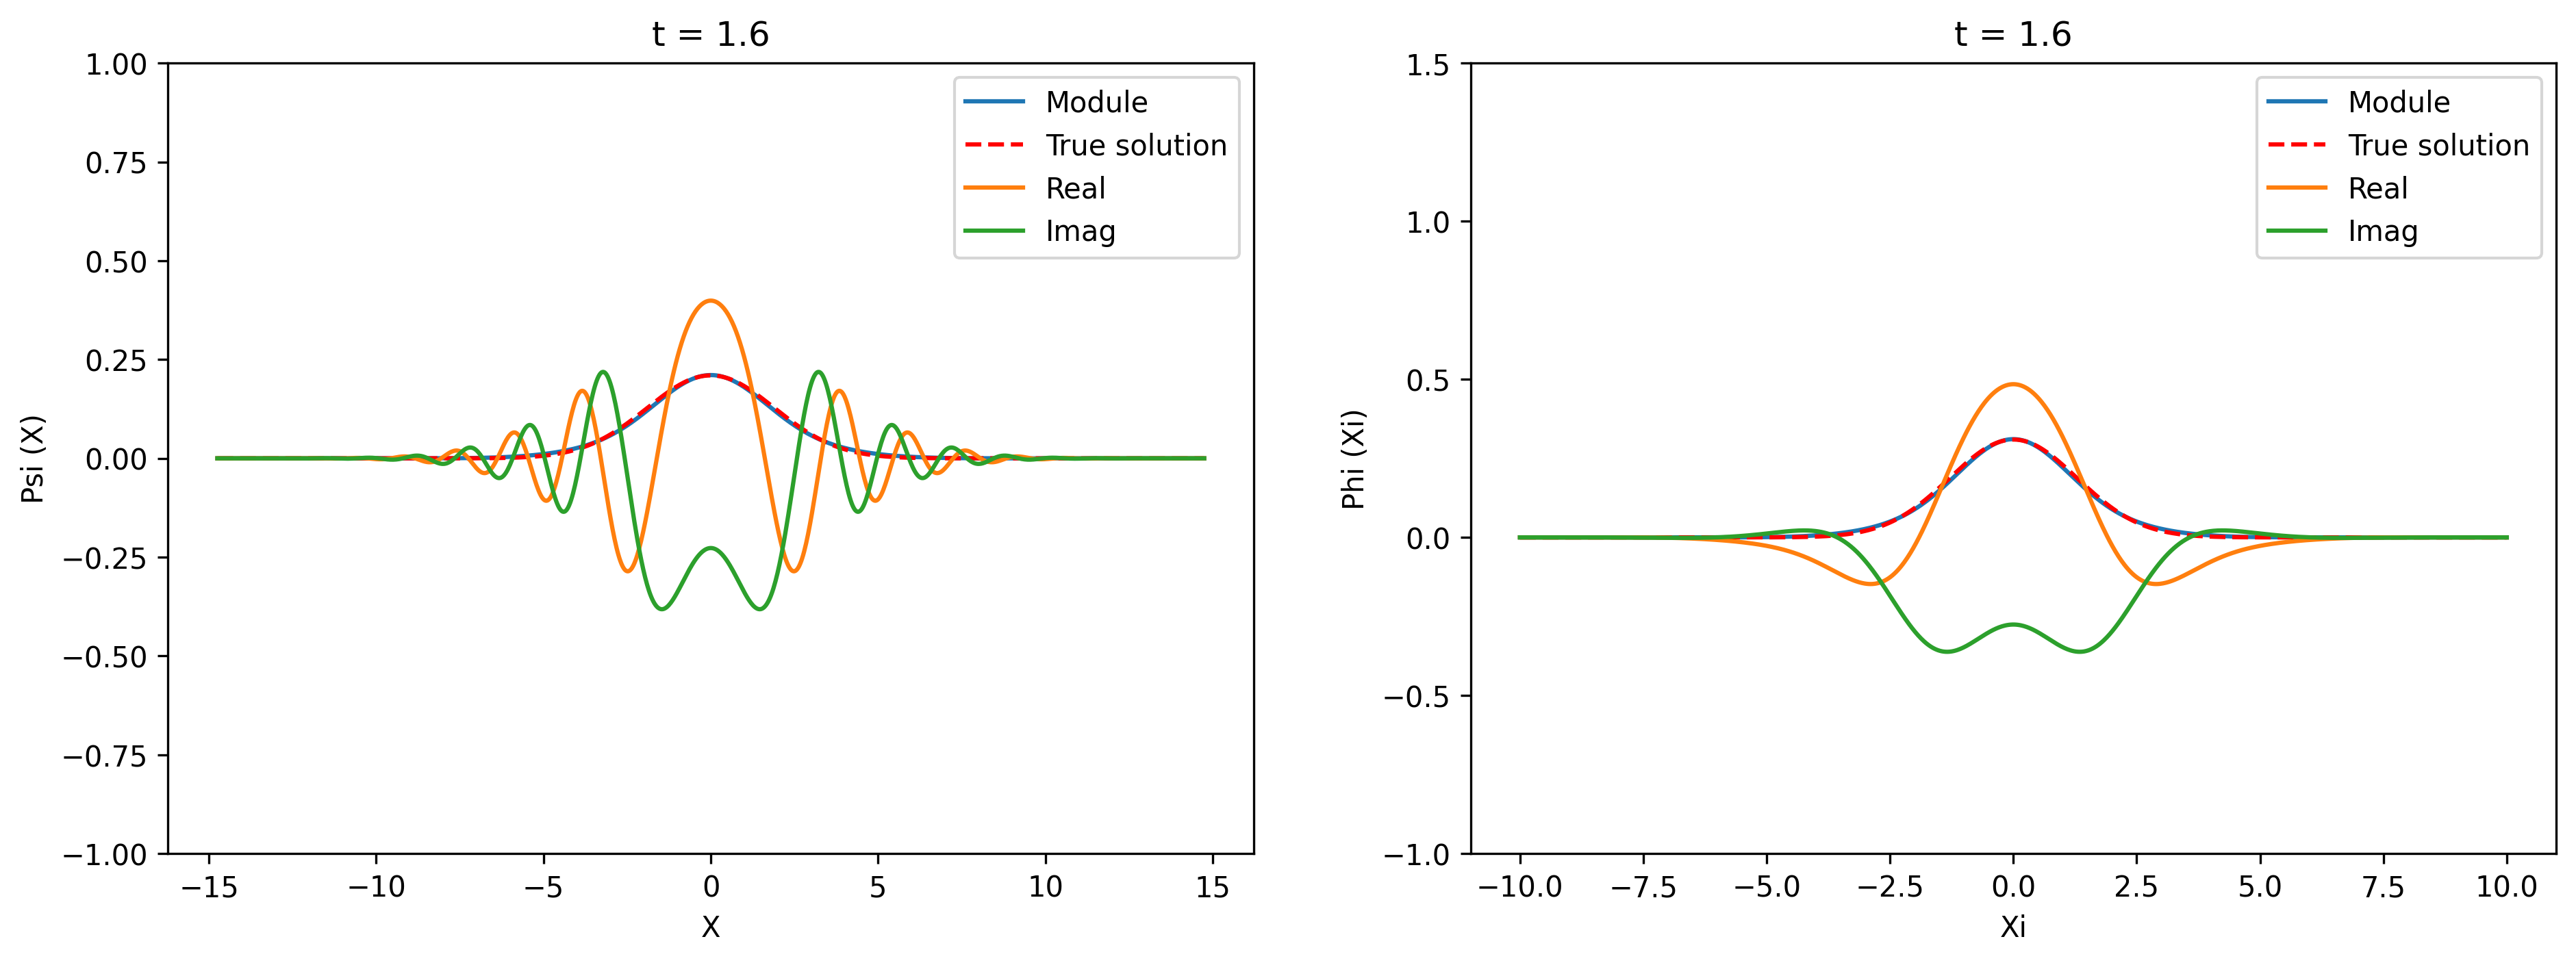 t = 1.6
1.00
0.75
0.50
0.25
0.00
−0.25
−0.50
−0.75
−1.00
Psi (X)
Module
True solution
Real
Imag
−15
−10
−5
0
5
10
15
X
t = 1.6
1.5
1.0
0.5
0.0
−0.5
−1.0
Phi (Xi)
Module
True solution
Real
Imag
−10.0
−7.5
−5.0
−2.5
0.0
2.5
5.0
7.5
10.0
Xi